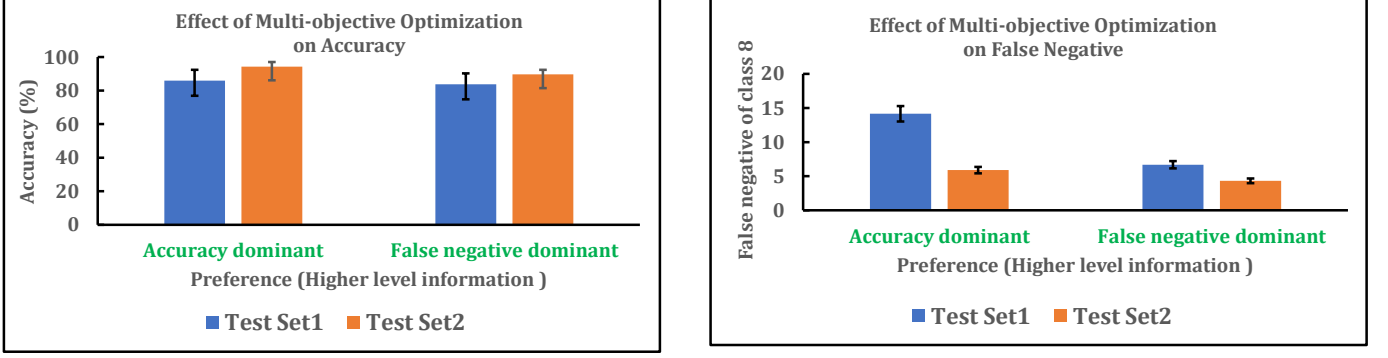 Effect of Multi-objective Optimization
on Accuracy
Accuracy (%)
100
80
60
40
20
0
Accuracy dominant False negative dominant
Preference (Higher level information )
Test Set1 Test Set2
Effect of Multi-objective Optimization
on False Negative
False negative of class 8
20
15
10
5
0
Accuracy dominant False negative dominant
Preference (Higher level information )
Test Set1 Test Set2